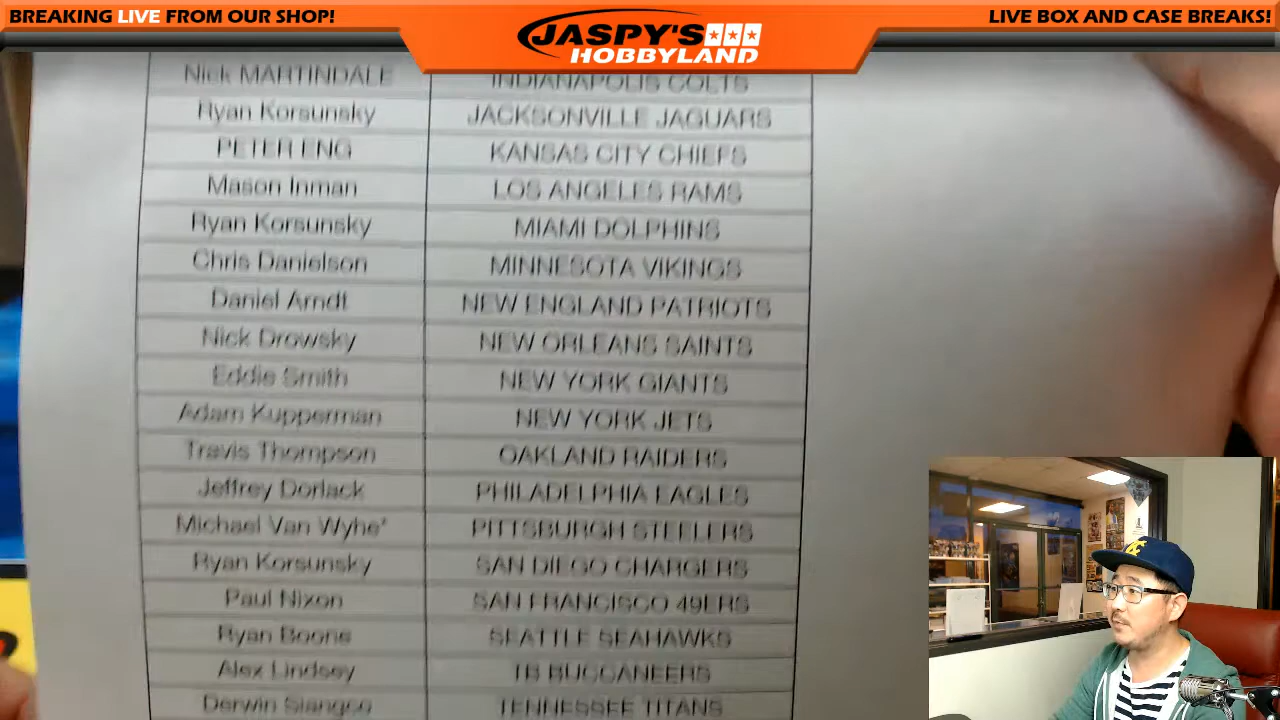 BREAKING LIVE FROM OUR SHOP!
JASPY'S
HOBBYLAND
LIVE BOX AND CASE BREAKS!
Nick MARTINDALE INDIANAPOLIS COLTS
Ryan Korsunsky JACKSONVILLE JAGUARS
PETER ENG KANSAS CITY CHIEFS
Mason Inman LOS ANGELES RAMS
Ryan Korsunsky MIAMI DOLPHINS
Chris Danielson MINNESOTA VIKINGS
Daniel Arndt NEW ENGLAND PATRIOTS
Nick Drowsky NEW ORLEANS SAINTS
Eddie Smith NEW YORK GIANTS
Adam Kupperman NEW YORK JETS
Travis Thompson OAKLAND RAIDERS
Jeffrey Dorlack PHILADELPHIA EAGLES
Michael Van Wyhe* PITTSBURGH STEELERS
Ryan Korsunsky SAN DIEGO CHARGERS
Paul Nixon SAN FRANCISCO 49ERS
Ryan Boone SEATTLE SEAHAWKS
Alex Lindsey TB BUCCANEERS
Derwin Siangco TENNESSEE TITANS